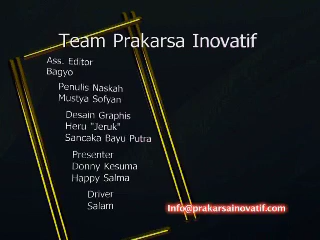 Team Prakarsa Inovatif
Ass. Editor
Bagyo
Penulis Naskah
Mustya Sofyan
Desain Graphis
Heru "Jeruk"
Sancaka Bayu Putra
Presenter
Donny Kesuma
Happy Salma
Driver
Salam
Info@prakarsainovatif.com